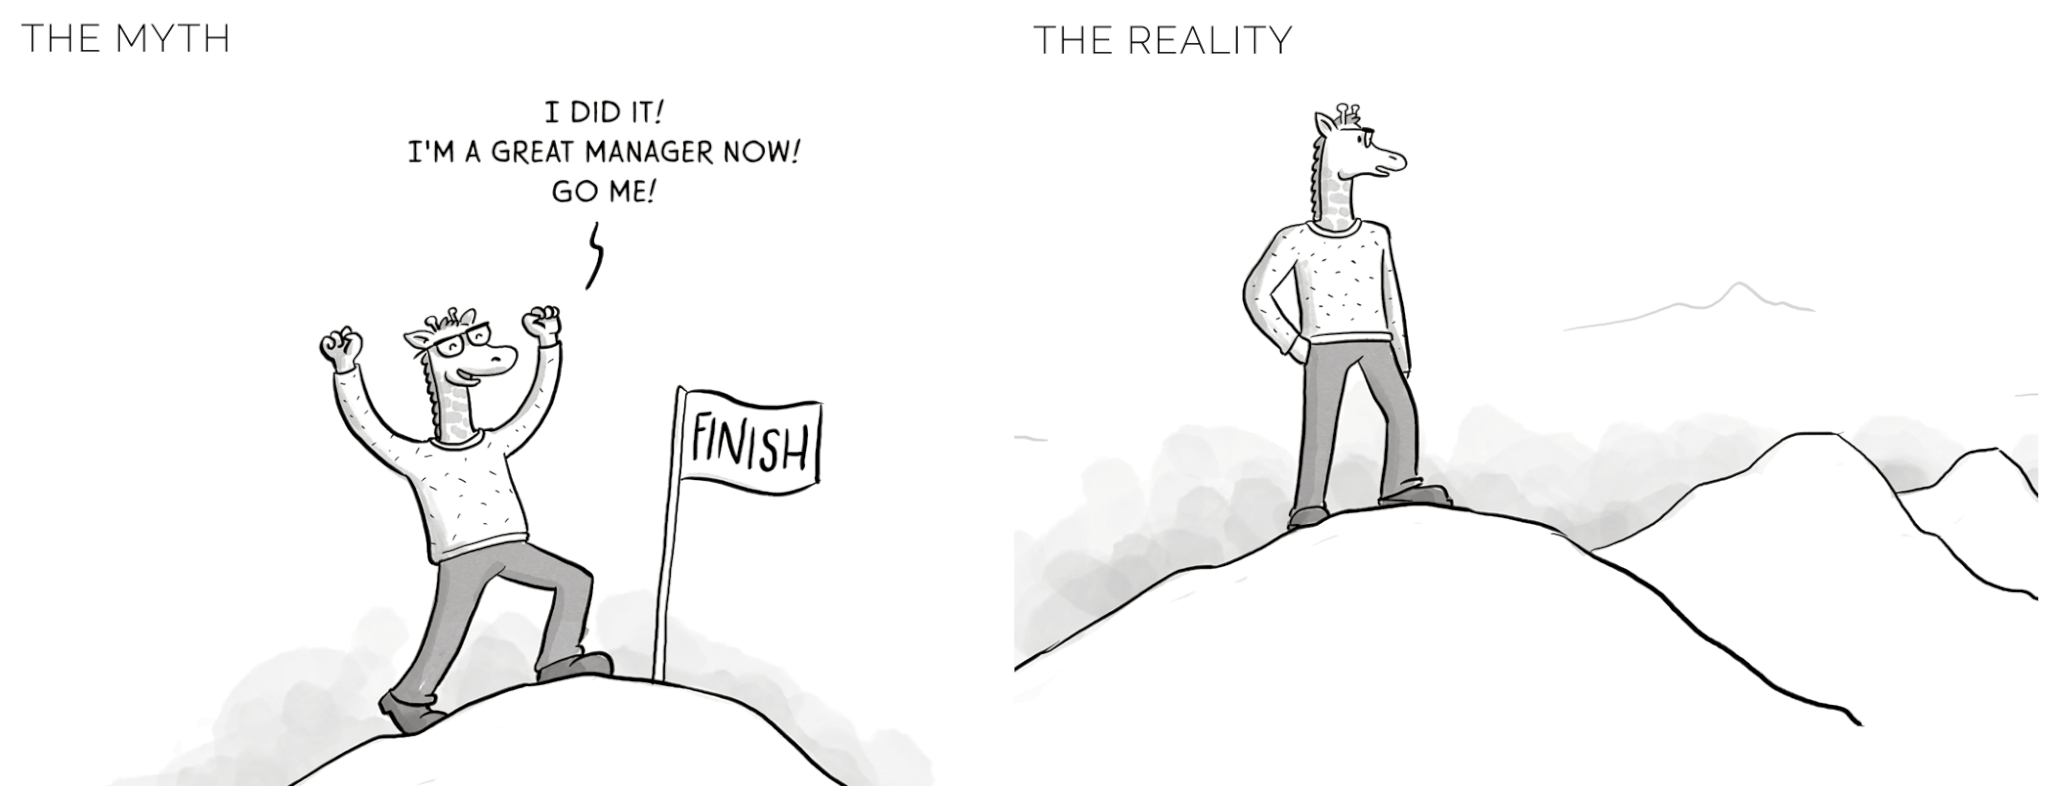 THE MYTH
I DID IT!
I'M A GREAT MANAGER NOW!
GO ME!
FINISH
THE REALITY